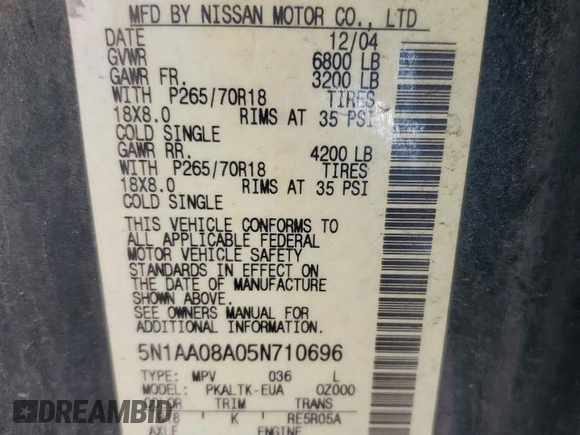 MFD BY NISSAN MOTOR CO., LTD
DATE 12/04
GVWR 6800 LB
GAWR FR. 3200 LB
WITH P265/70R18 TIRES
18X8.0 RIMS AT 35 PSI
COLD SINGLE
GAWR RR. 4200 LB
WITH P265/70R18 TIRES
18X8.0 RIMS AT 35 PSI
COLD SINGLE
THIS VEHICLE CONFORMS TO
ALL APPLICABLE FEDERAL
MOTOR VEHICLE SAFETY
STANDARDS IN EFFECT ON
THE DATE OF MANUFACTURE
SHOWN ABOVE.
SEE OWNERS MANUAL FOR
ADDITIONAL INFORMATION
5N1AA08A05N710696
TYPE: MPV 036 L
MODEL: PKALTK-EUA 0Z000
COLOR TRIM TRANS
K RE5R05A
AXLE ENGINE
DREAMBID